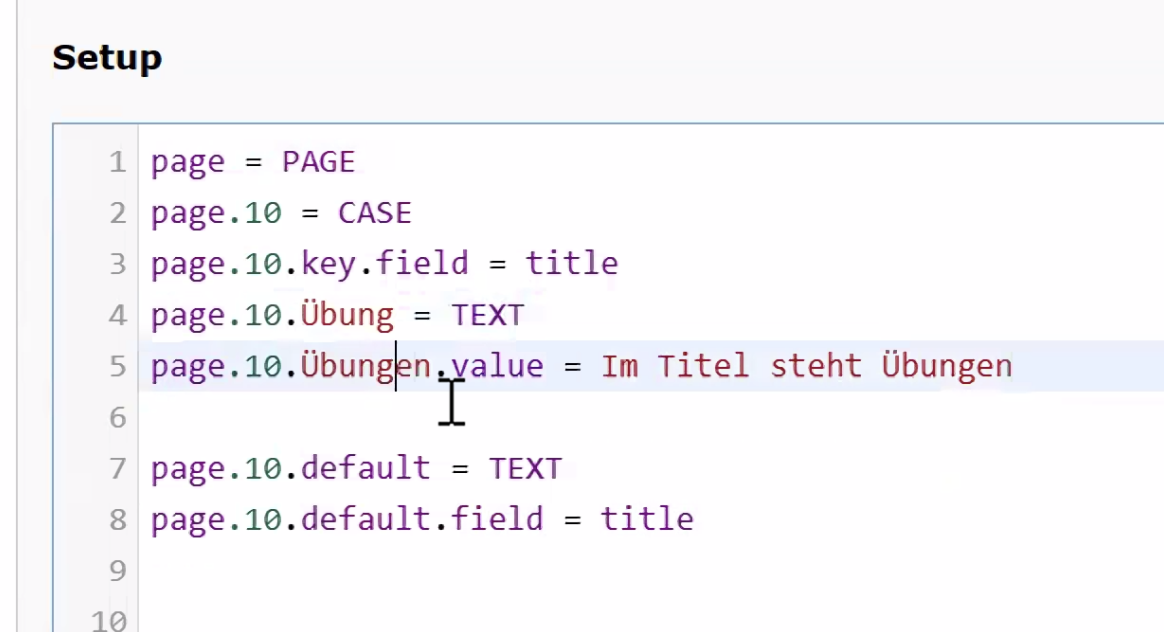 Setup
1 page = PAGE
2 page.10 = CASE
3 page.10.key.field = title
4 page.10.Übung = TEXT
5 page.10.Übungen.value = Im Titel steht Übungen
6
7 page.10.default = TEXT
8 page.10.default.field = title
9
10